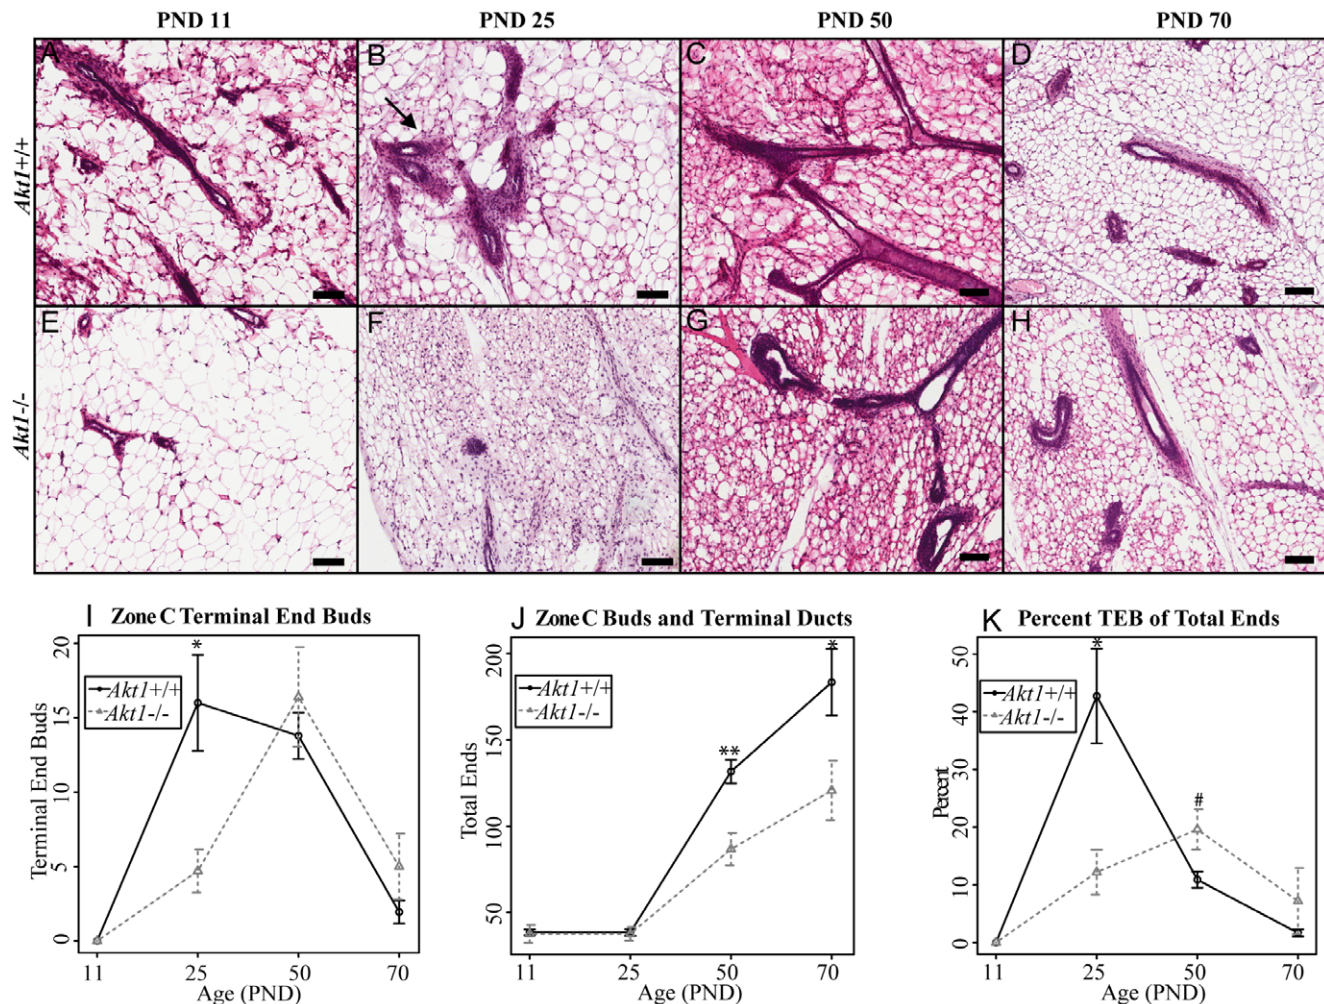 PND 11 PND 25 PND 50 PND 70
Akt1+/+
A B C D
Akt1-/-
E F G H
I Zone C Terminal End Buds
Terminal End Buds
20
15
10
5
0
*
Akt1+/+
Akt1-/-
11 25 50 70
Age (PND)
J Zone C Buds and Terminal Ducts
Total Ends
200
150
100
50
**
*
Akt1+/+
Akt1-/-
11 25 50 70
Age (PND)
K Percent TEB of Total Ends
Percent
50
40
30
20
10
0
*
#
Akt1+/+
Akt1-/-
11 25 50 70
Age (PND)